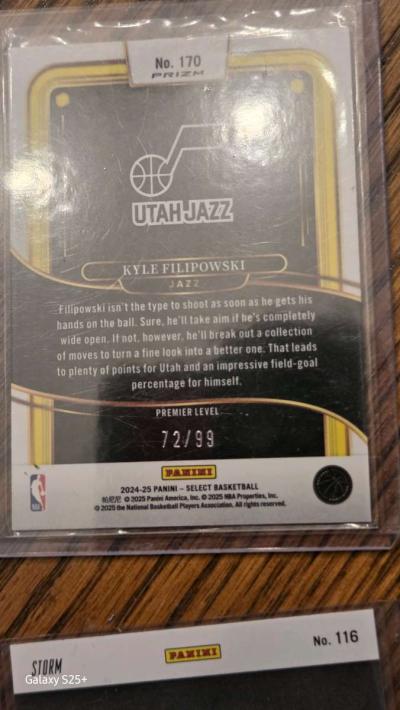 No. 170
PRIZM
UTAH JAZZ
KYLE FILIPOWSKI
JAZZ
Filipowski isn't the type to shoot as soon as he gets his
hands on the ball. Sure, he'll take aim if he's completely
wide open. If not, however, he'll break out a collection
of moves to turn a fine look into a better one. That leads
to plenty of points for Utah and an impressive field-goal
percentage for himself.
PREMIER LEVEL
72/99
PANINI
2024-25 PANINI – SELECT BASKETBALL
帕尼尼 © 2025 Panini America, Inc. © 2025 NBA Properties, Inc.
© 2025 the National Basketball Players Association. All rights reserved.
NBA
STORM
PANINI
No. 116
Galaxy S25+